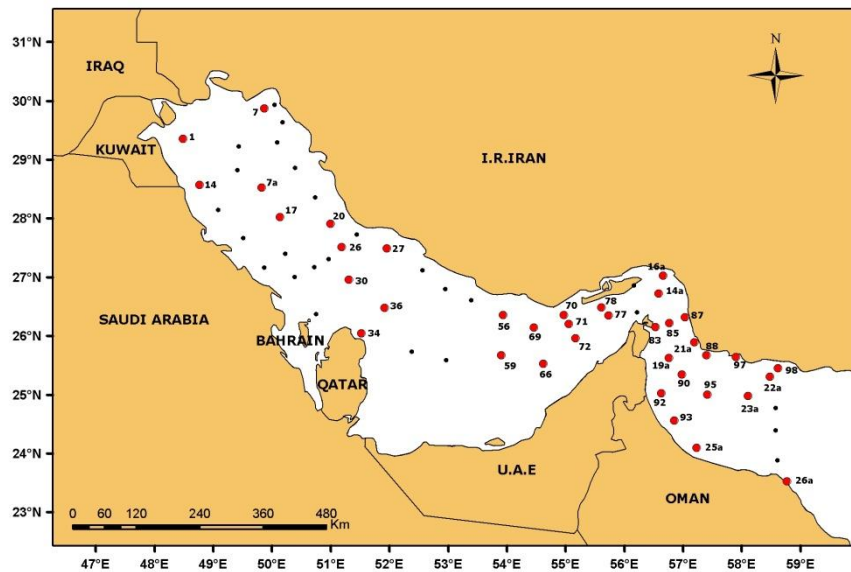 N
31°N
IRAQ
30°N
7
29°N
1
KUWAIT
I.R.IRAN
14
7a
28°N
17
20
26
27
27°N
30
16a
14a
36
70
78
87
26°N
SAUDI ARABIA
BAHRAIN
34
56
69
71
77
83
85
72
21a
88
59
66
19a
97
98
25°N
QATAR
90
95
22a
92
23a
93
24°N
U.A.E
25a
26a
OMAN
23°N
0 30 60 120 240 360 480
Km
47°E 48°E 49°E 50°E 51°E 52°E 53°E 54°E 55°E 56°E 57°E 58°E 59°E